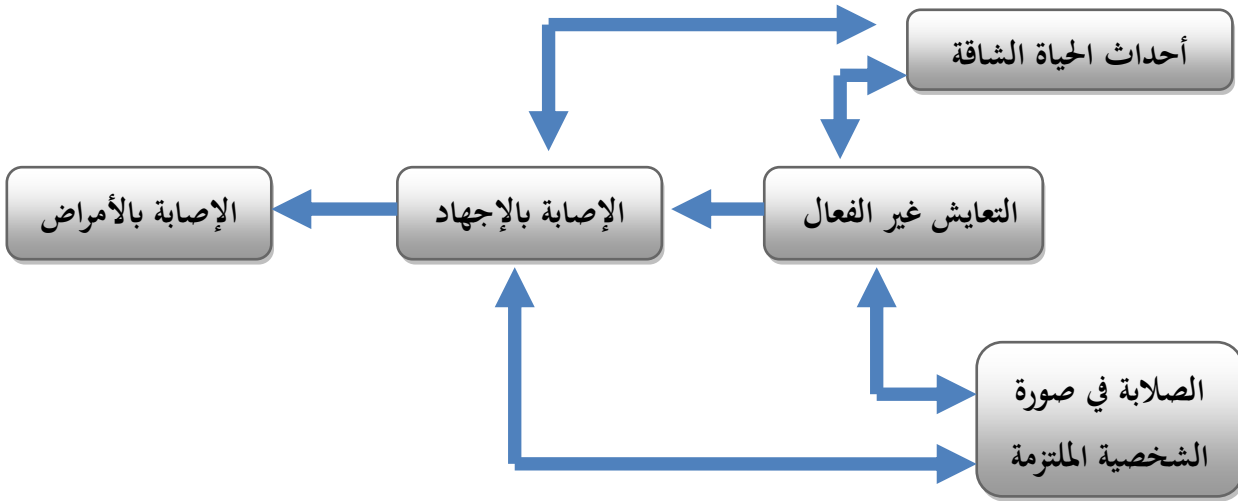 أحداث الحياة الشاقة
التعايش غير الفعال
الإصابة بالإجهاد
الإصابة بالأمراض
الصلابة في صورة
الشخصية الملتزمة